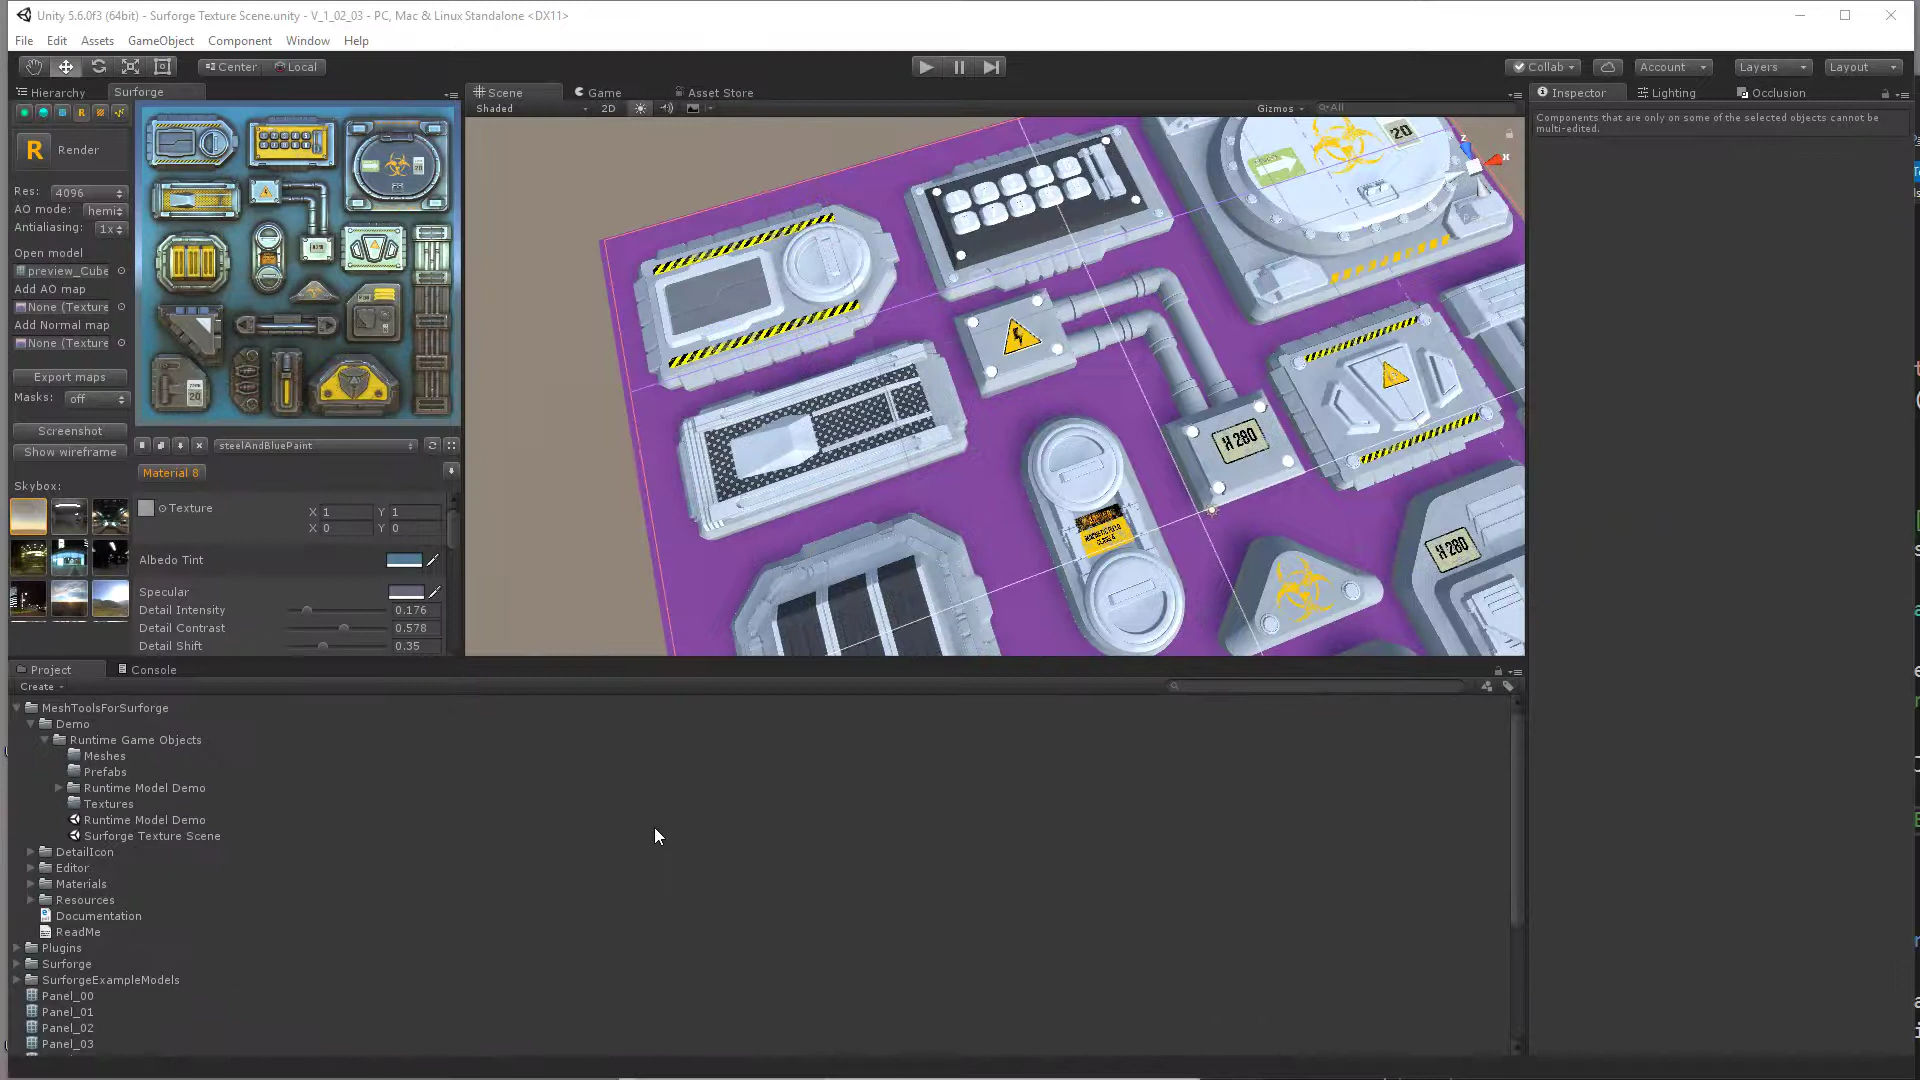 Unity 5.6.0f3 (64bit) - Surforge Texture Scene.unity - V_1_02_03 - PC, Mac & Linux Standalone <DX11>
File Edit Assets GameObject Component Window Help
Center Local Collab Account Layers Layout
Hierarchy Surforge Scene Game Asset Store Inspector Lighting Occlusion
Shaded 2D Gizmos All
Components that are only on some of the selected objects cannot be
multi-edited.
R Render
Res: 4096
AO mode: hemi
Antialiasing: 1x
Open model
preview_Cube
Add AO map
None (Texture
Add Normal map
None (Texture
Export maps
Masks: off
Screenshot
Show wireframe
Skybox:
steelAndBluePaint
Material 8
Texture X 1 Y 1
X 0 Y 0
Albedo Tint
Specular
Detail Intensity 0.176
Detail Contrast 0.578
Detail Shift 0.35
20
H 280
H 280
Z
X
Project Console
Create
MeshToolsForSurforge
Demo
Runtime Game Objects
Meshes
Prefabs
Runtime Model Demo
Textures
Runtime Model Demo
Surforge Texture Scene
DetailIcon
Editor
Materials
Resources
Documentation
ReadMe
Plugins
Surforge
SurforgeExampleModels
Panel_00
Panel_01
Panel_02
Panel_03